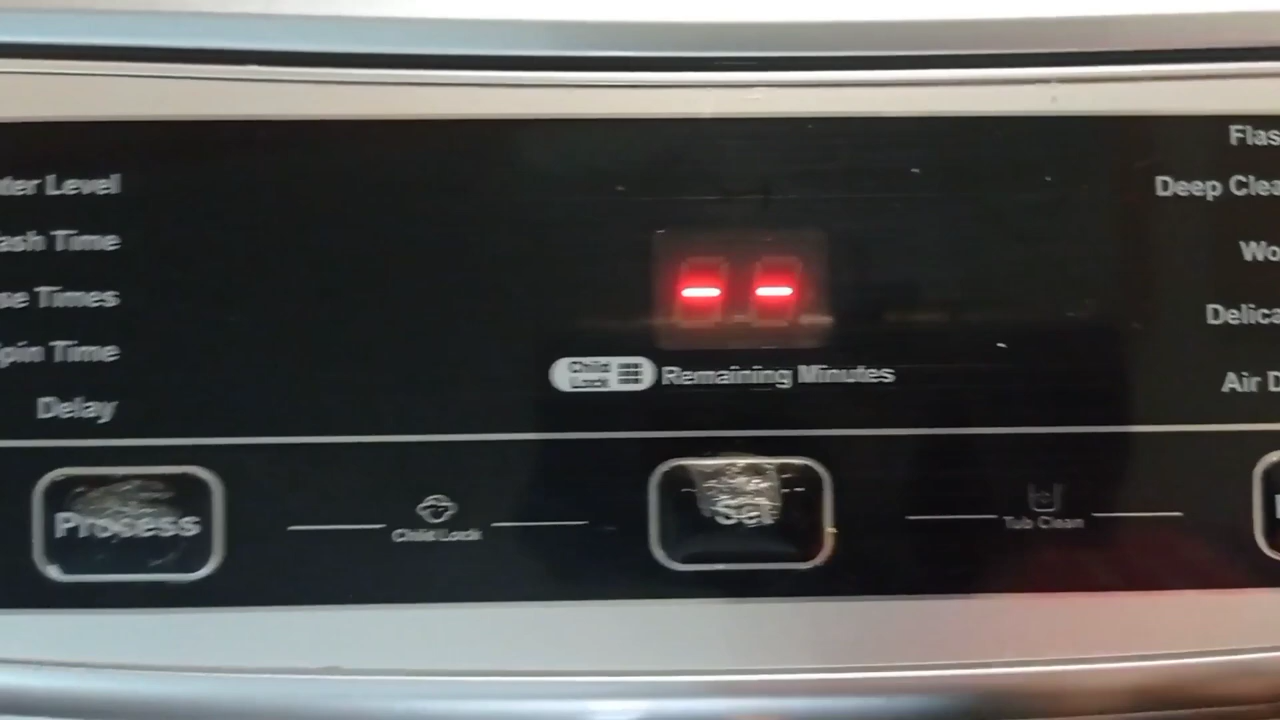 ter Level
ash Time
se Times
pin Time
Delay
--
Child Lock Remaining Minutes
Flas
Deep Clea
Wo
Delica
Air D
Process
Child Lock
Set
Tub Clean